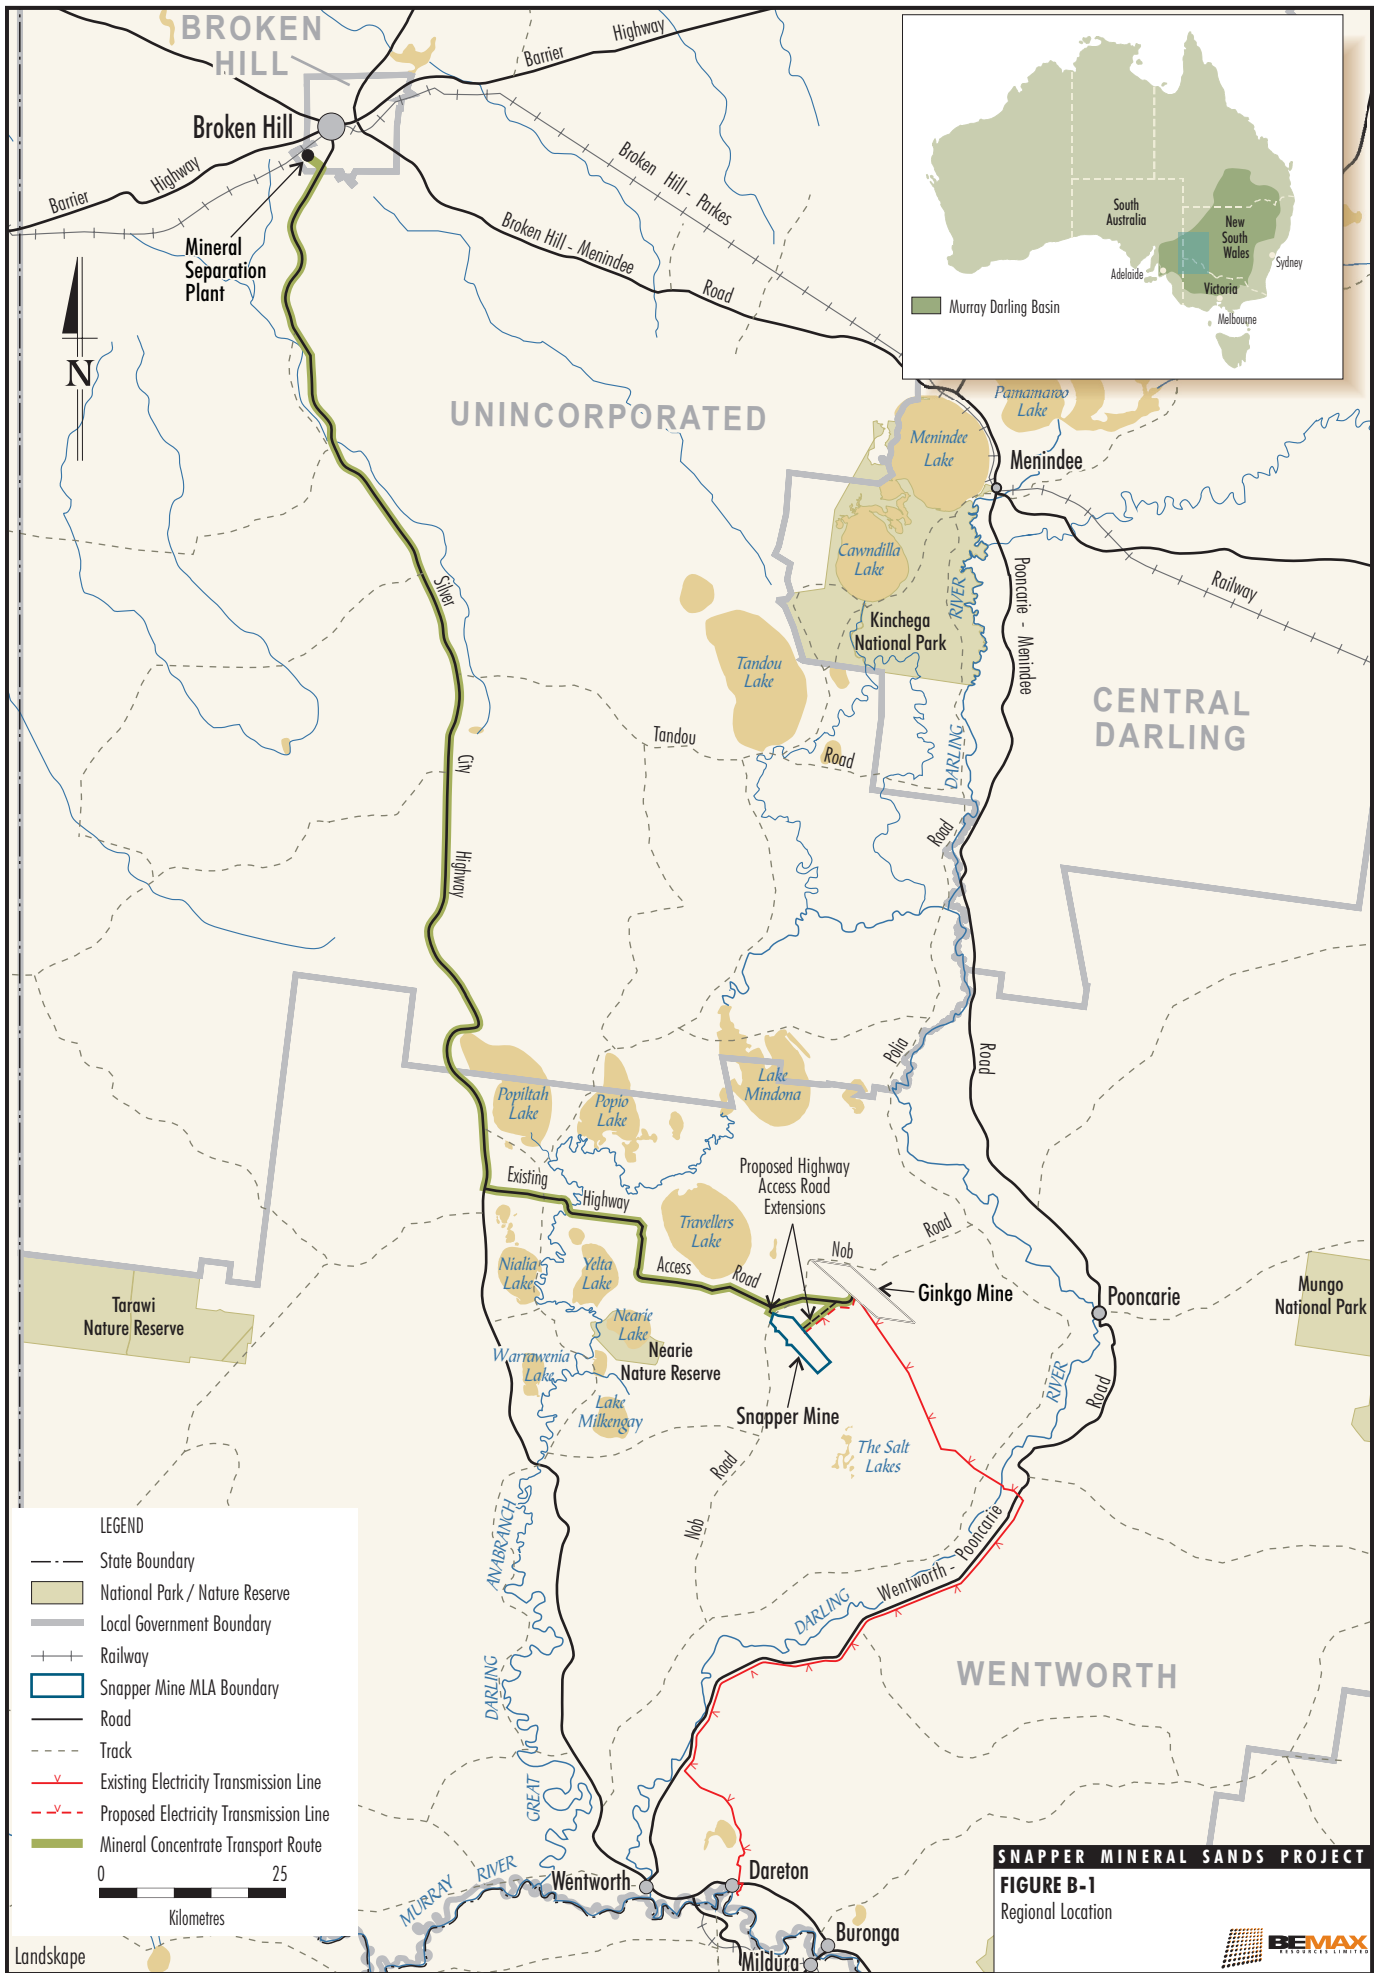 BROKEN
HILL
Barrier
Highway
Broken Hill
Barrier
Highway
Mineral
Separation
Plant
Broken Hill - Parkes
Broken Hill - Menindee
Road
N
UNINCORPORATED
South
Australia
New
South
Wales
Adelaide
Sydney
Victoria
Melbourne
Murray Darling Basin
Pamamaroo
Lake
Menindee
Lake
Menindee
Cawndilla
Lake
RIVER
Pooncarie - Menindee
Railway
Kinchega
National Park
Silver
Tandou
Lake
CENTRAL
DARLING
Tandou
Road
DARLING
City
Road
Highway
Polia
Road
Popiltah
Lake
Popio
Lake
Lake
Mindona
Proposed Highway
Access Road
Extensions
Existing
Highway
Travellers
Lake
Road
Nob
Access
Road
Nialia
Lake
Yelta
Lake
Ginkgo Mine
Pooncarie
Mungo
National Park
Tarawi
Nature Reserve
Nearie
Lake
Nearie
Nature Reserve
Warrawenia
Lake
Lake
Milkengay
Snapper Mine
RIVER
Road
The Salt
Lakes
Road
Nob
ANABRANCH
Wentworth - Pooncarie
DARLING
DARLING
WENTWORTH
GREAT
LEGEND
State Boundary
National Park / Nature Reserve
Local Government Boundary
Railway
Snapper Mine MLA Boundary
Road
Track
Existing Electricity Transmission Line
Proposed Electricity Transmission Line
Mineral Concentrate Transport Route
0 25
Kilometres
MURRAY RIVER
Wentworth
Dareton
Buronga
Mildura
Landskape
SNAPPER MINERAL SANDS PROJECT
FIGURE B-1
Regional Location
BEMAX
RESOURCES LIMITED